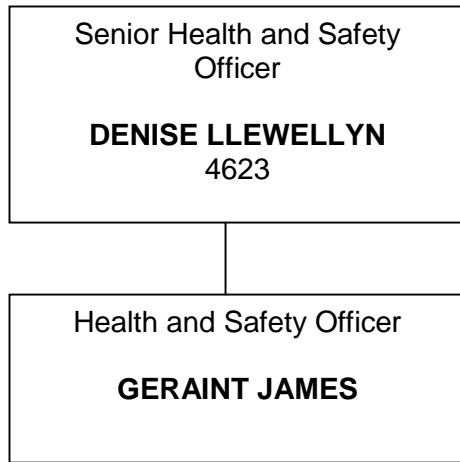 Senior Health and Safety
Officer
DENISE LLEWELLYN
4623
Health and Safety Officer
GERAINT JAMES